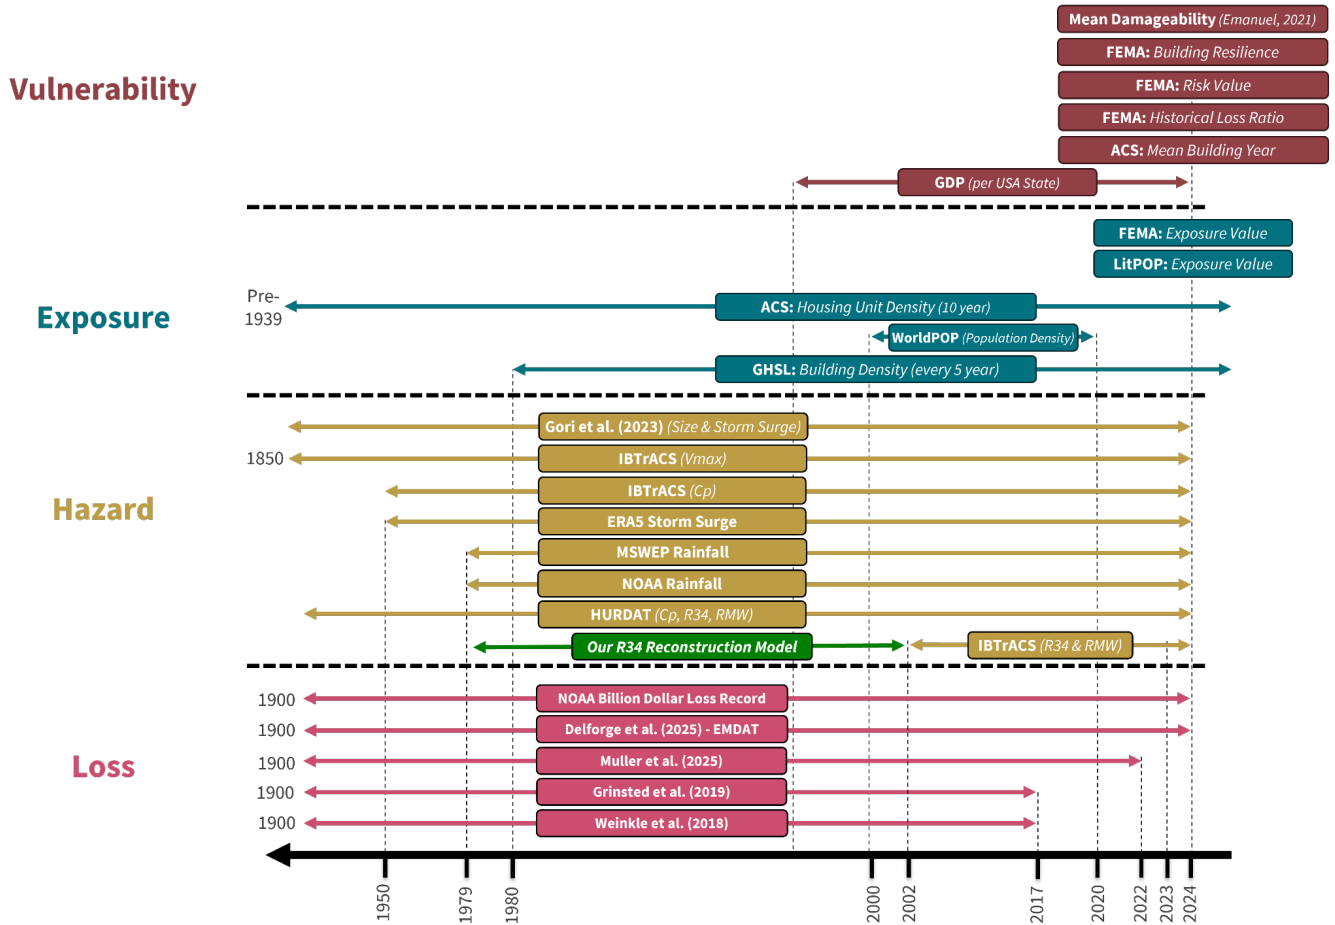 Vulnerability
Mean Damageability (Emanuel, 2021)
FEMA: Building Resilience
FEMA: Risk Value
FEMA: Historical Loss Ratio
ACS: Mean Building Year
GDP (per USA State)
Exposure
FEMA: Exposure Value
LitPOP: Exposure Value
Pre-
1939
ACS: Housing Unit Density (10 year)
WorldPOP (Population Density)
GHSL: Building Density (every 5 year)
Hazard
Gori et al. (2023) (Size & Storm Surge)
1850
IBTrACS (Vmax)
IBTrACS (Cp)
ERA5 Storm Surge
MSWEP Rainfall
NOAA Rainfall
HURDAT (Cp, R34, RMW)
Our R34 Reconstruction Model
IBTrACS (R34 & RMW)
Loss
1900
NOAA Billion Dollar Loss Record
1900
Delforge et al. (2025) - EMDAT
1900
Muller et al. (2025)
1900
Grinsted et al. (2019)
1900
Weinkle et al. (2018)
1950
1979
1980
2000
2002
2017
2020
2022
2023
2024